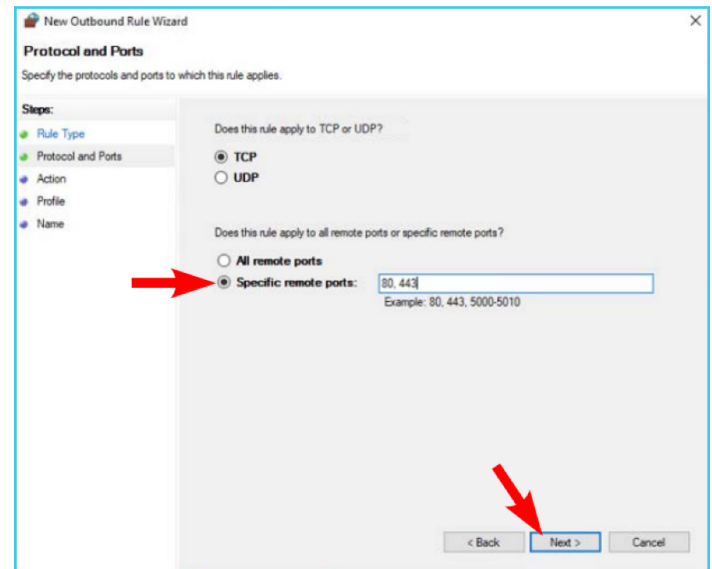 New Outbound Rule Wizard
Protocol and Ports
Specify the protocols and ports to which this rule applies.
Steps:
Rule Type
Protocol and Ports
Action
Profile
Name
Does this rule apply to TCP or UDP?
TCP
UDP
Does this rule apply to all remote ports or specific remote ports?
All remote ports
Specific remote ports: 80, 443
Example: 80, 443, 5000-5010
< Back Next > Cancel